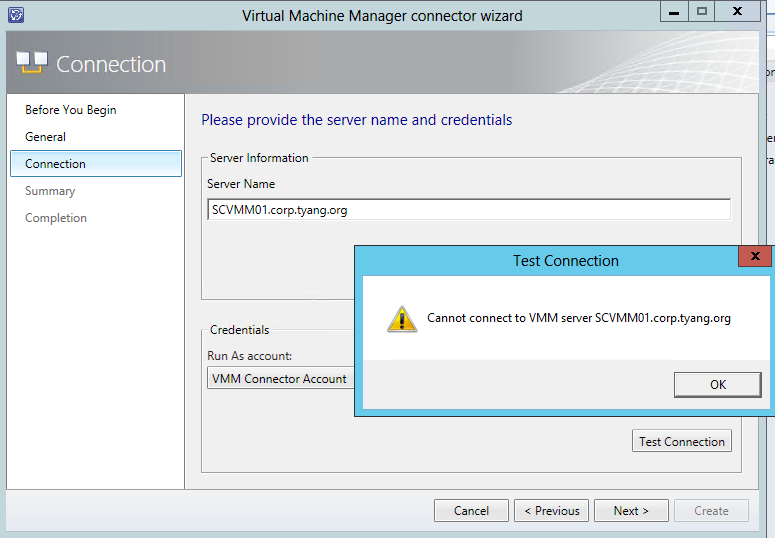 Virtual Machine Manager connector wizard
X
Connection
Before You Begin
General
Connection
Summary
Completion
Please provide the server name and credentials
Server Information
Server Name
SCVMM01.corp.tyang.org
Test Connection
X
Cannot connect to VMM server SCVMM01.corp.tyang.org
OK
Credentials
Run As account:
VMM Connector Account
Test Connection
Cancel
< Previous
Next >
Create